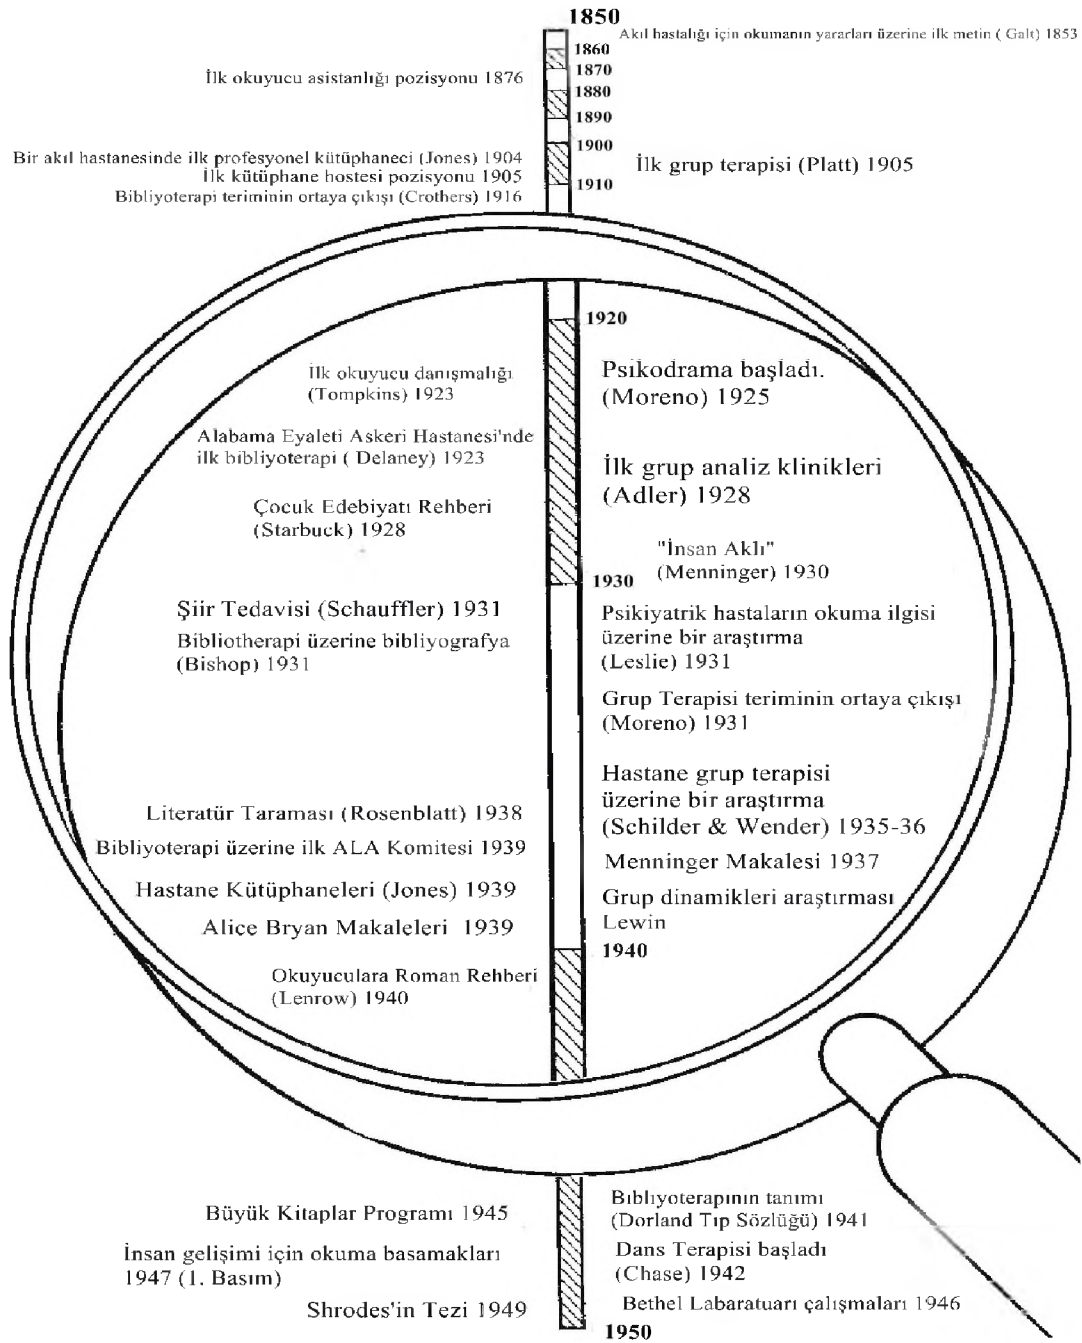 1850
Akıl hastalığı için okumanın yararları üzerine ilk metin ( Galt) 1853
1860
1870
İlk okuyucu asistanlığı pozisyonu 1876
1880
1890
1900
Bir akıl hastanesinde ilk profesyonel kütüphaneci (Jones) 1904
İlk kütüphane hostesi pozisyonu 1905
İlk grup terapisi (Platt) 1905
1910
Bibliyoterapi teriminin ortaya çıkışı (Crothers) 1916
1920
İlk okuyucu danışmalığı
(Tompkins) 1923
Psikodrama başladı.
(Moreno) 1925
Alabama Eyaleti Askeri Hastanesi'nde
ilk bibliyoterapi ( Delaney) 1923
İlk grup analiz klinikleri
(Adler) 1928
Çocuk Edebiyatı Rehberi
(Starbuck) 1928
"İnsan Aklı"
(Menninger) 1930
1930
Şiir Tedavisi (Schauffler) 1931
Bibliotherapi üzerine bibliyografya
(Bishop) 1931
Psikiyatrik hastaların okuma ilgisi
üzerine bir araştırma
(Leslie) 1931
Grup Terapisi teriminin ortaya çıkışı
(Moreno) 1931
Hastane grup terapisi
üzerine bir araştırma
(Schilder & Wender) 1935-36
Literatür Taraması (Rosenblatt) 1938
Bibliyoterapi üzerine ilk ALA Komitesi 1939
Menninger Makalesi 1937
Hastane Kütüphaneleri (Jones) 1939
Grup dinamikleri araştırması
Lewin
Alice Bryan Makaleleri 1939
1940
Okuyuculara Roman Rehberi
(Lenrow) 1940
Büyük Kitaplar Programı 1945
Bıblıyoterapının tanımı
(Dorland Tıp Sözlüğü) 1941
İnsan gelişimi için okuma basamakları
1947 (1. Basım)
Dans Terapisi başladı
(Chase) 1942
Shrodes'in Tezi 1949
Bethel Labaratuarı çalışmaları 1946
1950